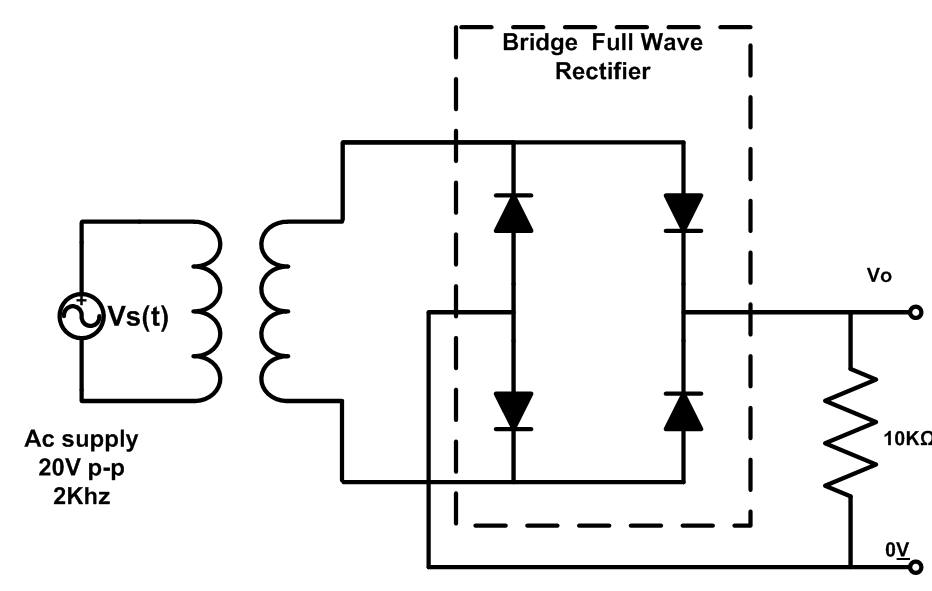 Bridge Full Wave
Rectifier
Vo
+
Vs(t)
Ac supply
20V p-p
2Khz
10KΩ
0V